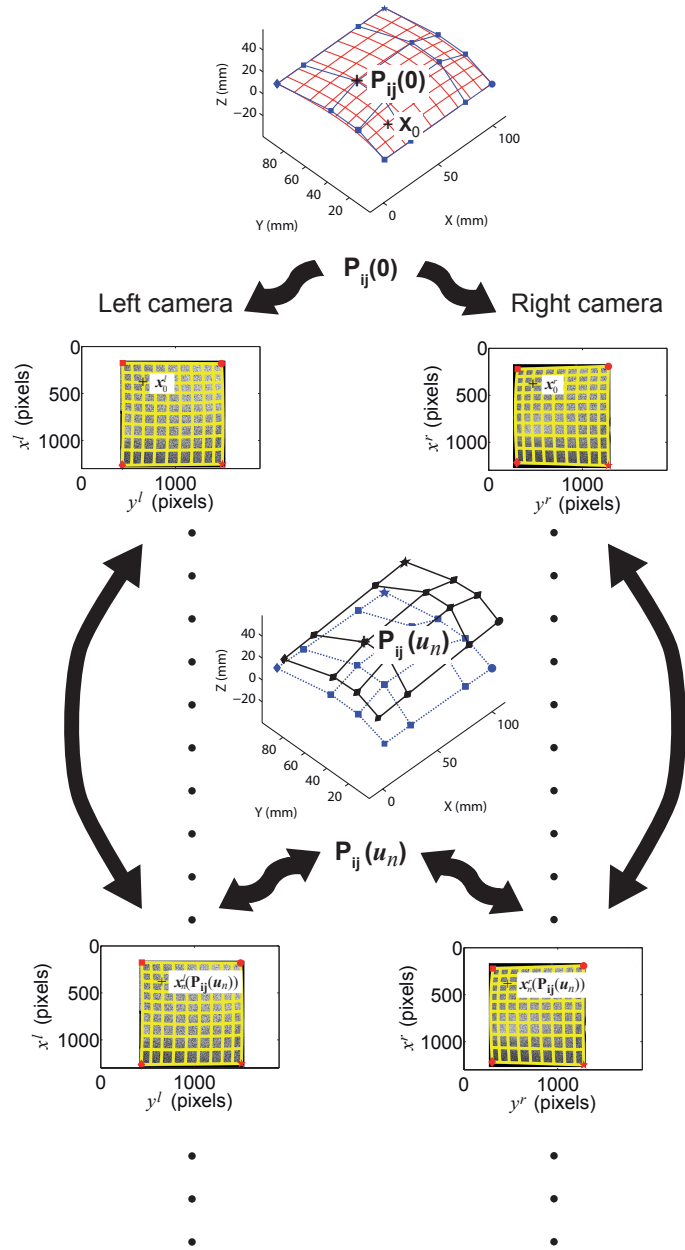 40
20
0
−20
Z (mm)
P_ij(0)
X_0
80
60
40
20
Y (mm)
0
50
100
X (mm)
P_ij(0)
Left camera
Right camera
0
500
1000
x^l (pixels)
x_0^l
0
1000
y^l (pixels)
0
500
1000
x^r (pixels)
x_0^r
0
1000
y^r (pixels)
40
20
0
−20
Z (mm)
P_ij(u_n)
80
60
40
20
Y (mm)
0
50
100
X (mm)
P_ij(u_n)
0
500
1000
x^l (pixels)
x_n^l(P_ij(u_n))
0
1000
y^l (pixels)
0
500
1000
x^r (pixels)
x_n^r(P_ij(u_n))
0
1000
y^r (pixels)